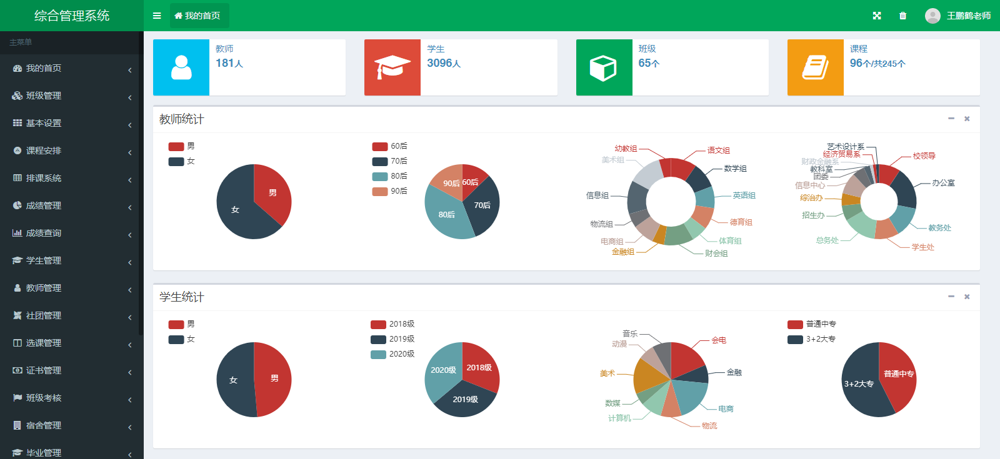 综合管理系统
我的首页
王鹏鹤老师
主菜单
我的首页
班级管理
基本设置
课程安排
排课系统
成绩管理
成绩查询
学生管理
教师管理
社团管理
选课管理
证书管理
班级考核
宿舍管理
毕业管理
教师
181人
学生
3096人
班级
65个
课程
96个/共245个
教师统计
男
女
男
女
60后
70后
80后
90后
60后
70后
80后
90后
语文组
数学组
英语组
德育组
体育组
财会组
金融组
电商组
物流组
信息组
美术组
幼教组
校领导
办公室
教务处
学生处
总务处
招生办
综治办
信息中心
团委
教科室
财政金融系
经济贸易系
艺术设计系
学生统计
男
女
男
女
2018级
2019级
2020级
2018级
2019级
2020级
会电
金融
电商
物流
计算机
数媒
美术
动漫
音乐
普通中专
3+2大专
普通中专
3+2大专